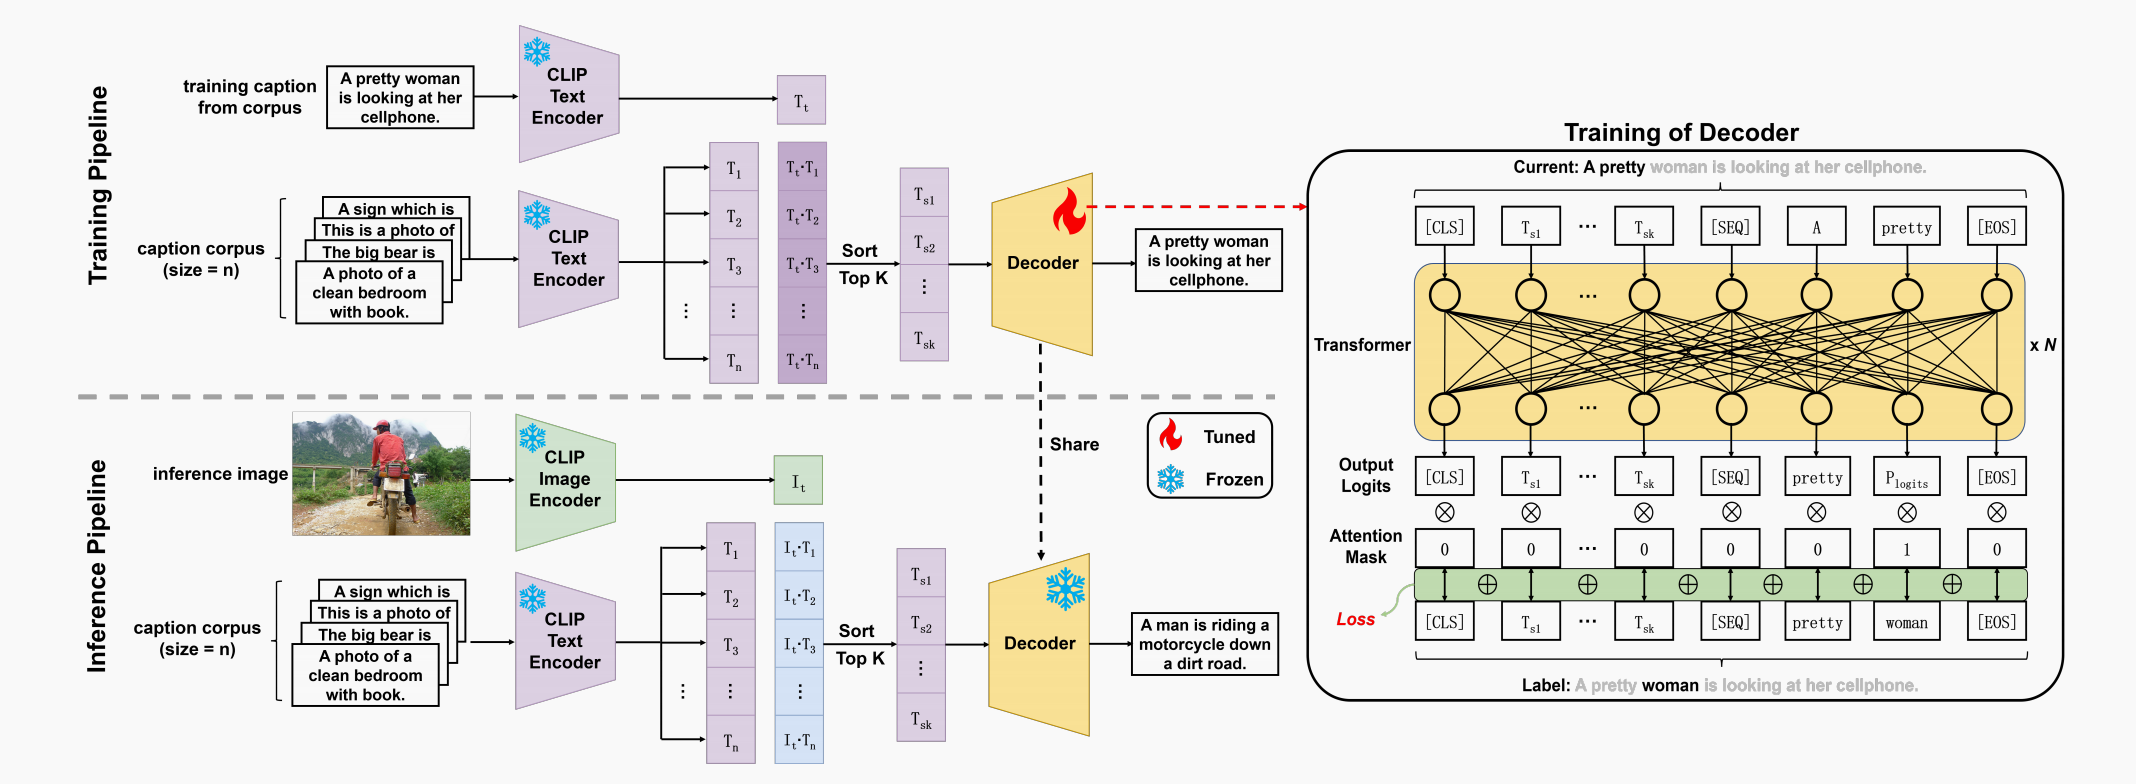 Training Pipeline
training caption
from corpus
A pretty woman
is looking at her
cellphone.
CLIP
Text
Encoder
Tt
caption corpus
(size = n)
A sign which is
This is a photo of
The big bear is
A photo of a
clean bedroom
with book.
CLIP
Text
Encoder
T1
T2
T3
⋮
⋮
Tn
Tt·T1
Tt·T2
Tt·T3
⋮
Tt·Tn
Sort
Top K
Ts1
Ts2
⋮
Tsk
Decoder
A pretty woman
is looking at her
cellphone.
Share
Tuned
Frozen
Inference Pipeline
inference image
CLIP
Image
Encoder
It
caption corpus
(size = n)
A sign which is
This is a photo of
The big bear is
A photo of a
clean bedroom
with book.
CLIP
Text
Encoder
T1
T2
T3
⋮
⋮
Tn
It·T1
It·T2
It·T3
⋮
It·Tn
Sort
Top K
Ts1
Ts2
⋮
Tsk
Decoder
A man is riding a
motorcycle down
a dirt road.
Training of Decoder
Current: A pretty woman is looking at her cellphone.
[CLS] Ts1 ... Tsk [SEQ] A pretty [EOS]
...
Transformer
x N
...
Output
Logits
[CLS] Ts1 ... Tsk [SEQ] pretty Plogits [EOS]
Attention
Mask
0 0 ... 0 0 0 1 0
Loss
[CLS] Ts1 ... Tsk [SEQ] pretty woman [EOS]
Label: A pretty woman is looking at her cellphone.